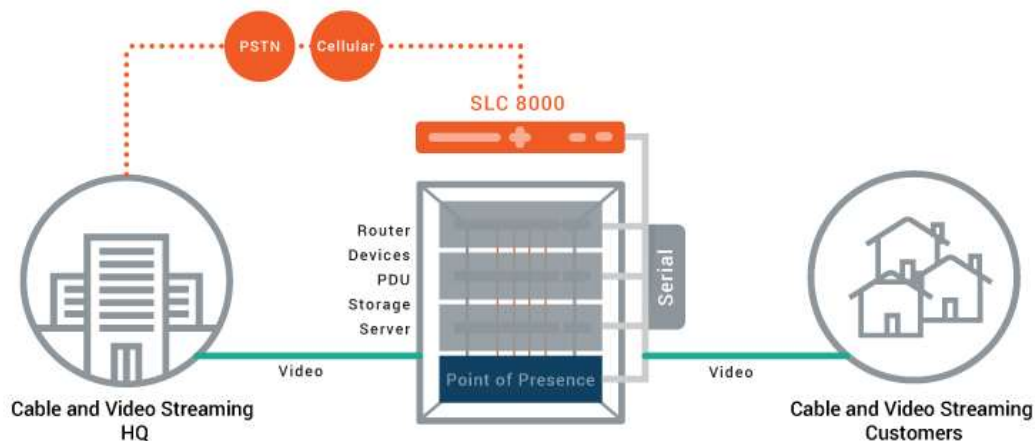 PSTN
Cellular
SLC 8000
Router
Devices
PDU
Storage
Server
Serial
Point of Presence
Video
Video
Cable and Video Streaming
HQ
Cable and Video Streaming
Customers